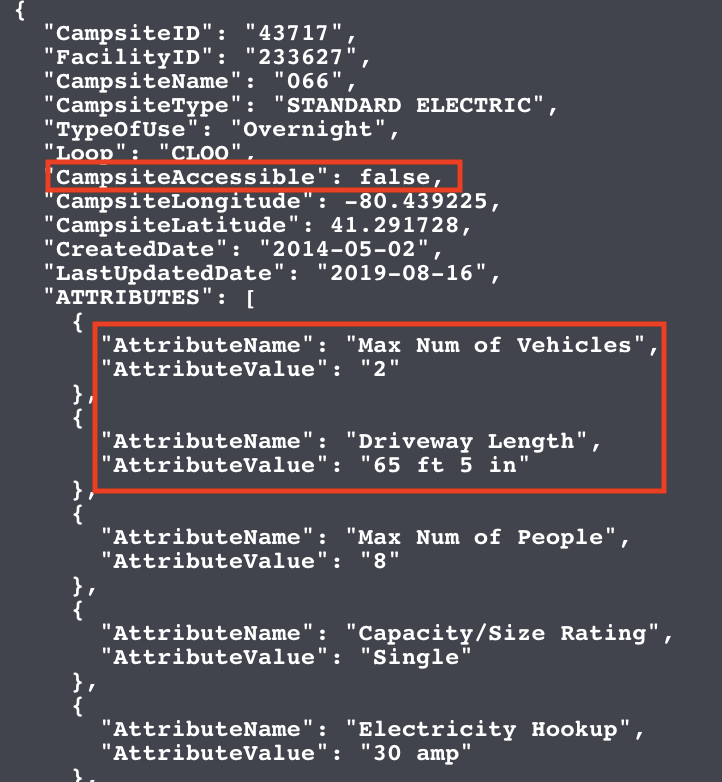 {
"CampsiteID": "43717",
"FacilityID": "233627",
"CampsiteName": "066",
"CampsiteType": "STANDARD ELECTRIC",
"TypeOfUse": "Overnight",
"Loop": "CLOO",
"CampsiteAccessible": false,
"CampsiteLongitude": -80.439225,
"CampsiteLatitude": 41.291728,
"CreatedDate": "2014-05-02",
"LastUpdatedDate": "2019-08-16",
"ATTRIBUTES": [
{
"AttributeName": "Max Num of Vehicles",
"AttributeValue": "2"
},
{
"AttributeName": "Driveway Length",
"AttributeValue": "65 ft 5 in"
},
{
"AttributeName": "Max Num of People",
"AttributeValue": "8"
},
{
"AttributeName": "Capacity/Size Rating",
"AttributeValue": "Single"
},
{
"AttributeName": "Electricity Hookup",
"AttributeValue": "30 amp"
},